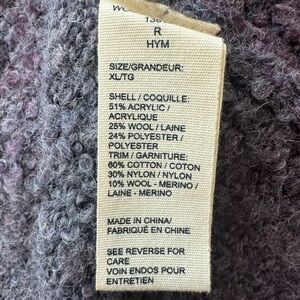 R
HYM
SIZE/GRANDEUR:
XL/TG
SHELL / COQUILLE:
51% ACRYLIC /
ACRYLIQUE
25% WOOL / LAINE
24% POLYESTER /
POLYESTER
TRIM / GARNITURE:
60% COTTON / COTON
30% NYLON / NYLON
10% WOOL - MERINO /
LAINE - MERINO
MADE IN CHINA/
FABRIQUÉ EN CHINE
SEE REVERSE FOR
CARE
VOIN ENDOS POUR
ENTRETIEN